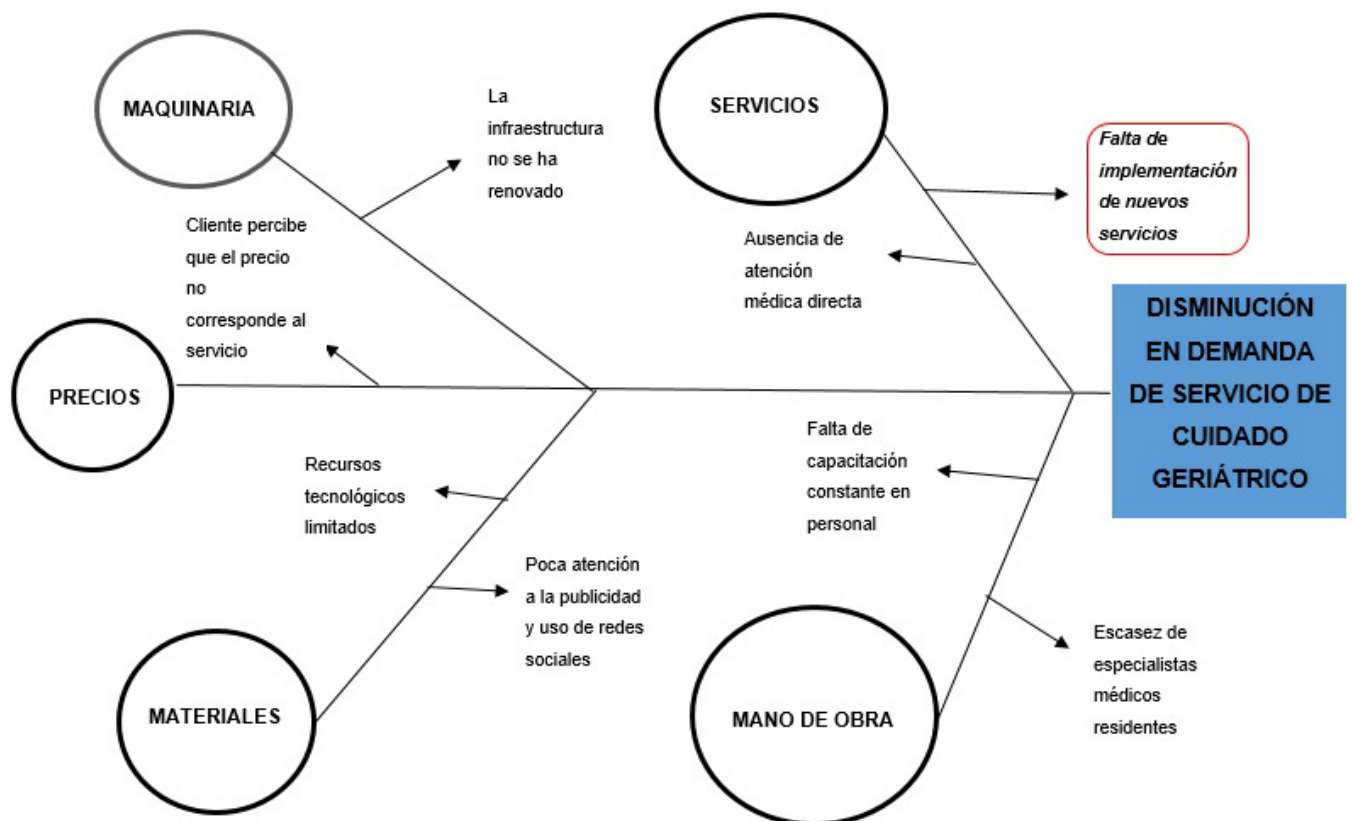 MAQUINARIA
La
infraestructura
no se ha
renovado
SERVICIOS
Falta de
implementación
de nuevos
servicios
Cliente percibe
que el precio
no
corresponde al
servicio
Ausencia de
atención
médica directa
PRECIOS
DISMINUCIÓN
EN DEMANDA
DE SERVICIO DE
CUIDADO
GERIÁTRICO
Recursos
tecnológicos
limitados
Falta de
capacitación
constante en
personal
Poca atención
a la publicidad
y uso de redes
sociales
Escasez de
especialistas
médicos
residentes
MATERIALES
MANO DE OBRA